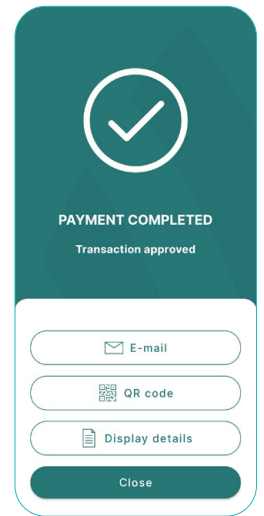 PAYMENT COMPLETED
Transaction approved
E-mail
QR code
Display details
Close